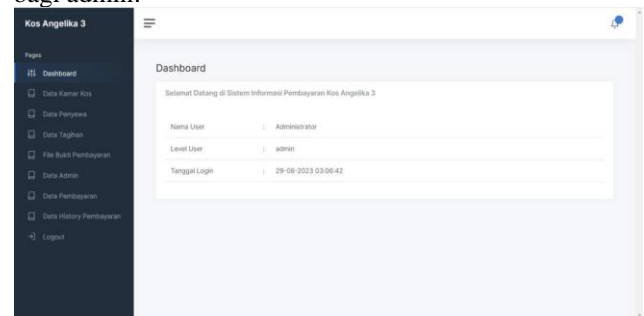 bagi admin.
Kos Angelika 3
Pages
Dashboard
Data Kamar Kos
Data Penyewa
Data Tagihan
File Bukti Pembayaran
Data Admin
Data Pembayaran
Data History Pembayaran
Logout
Dashboard
Selamat Datang di Sistem Informasi Pembayaran Kos Angelika 3
Nama User : Administrator
Level User : admin
Tanggal Login : 29-08-2023 03:06:42